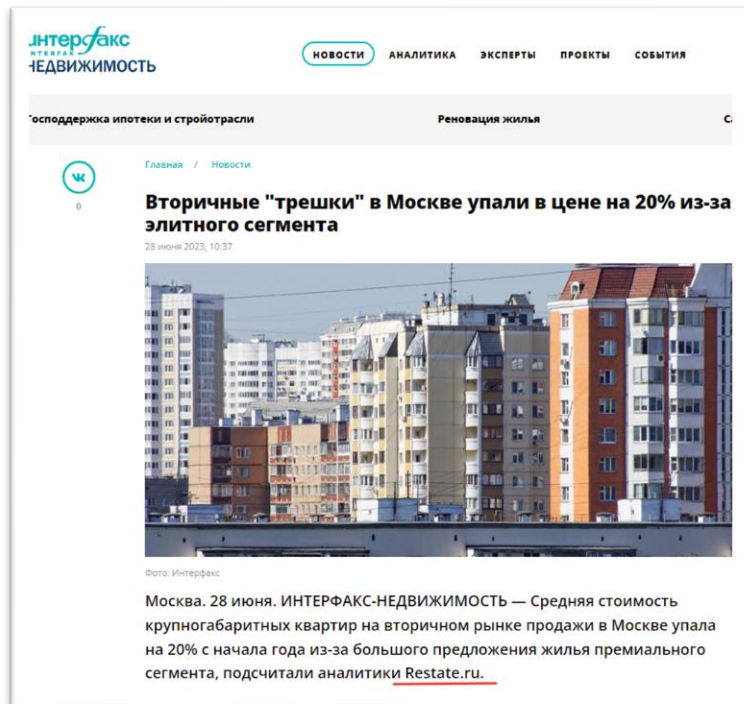 интерфакс
INTERFAX
НЕДВИЖИМОСТЬ
НОВОСТИ АНАЛИТИКА ЭКСПЕРТЫ ПРОЕКТЫ СОБЫТИЯ
Господдержка ипотеки и стройотрасли Реновация жилья
Главная / Новости
0
Вторичные "трешки" в Москве упали в цене на 20% из-за
элитного сегмента
28 июня 2023, 10:37
Фото: Интерфакс
Москва. 28 июня. ИНТЕРФАКС-НЕДВИЖИМОСТЬ — Средняя стоимость
крупногабаритных квартир на вторичном рынке продажи в Москве упала
на 20% с начала года из-за большого предложения жилья премиального
сегмента, подсчитали аналитики Restate.ru.